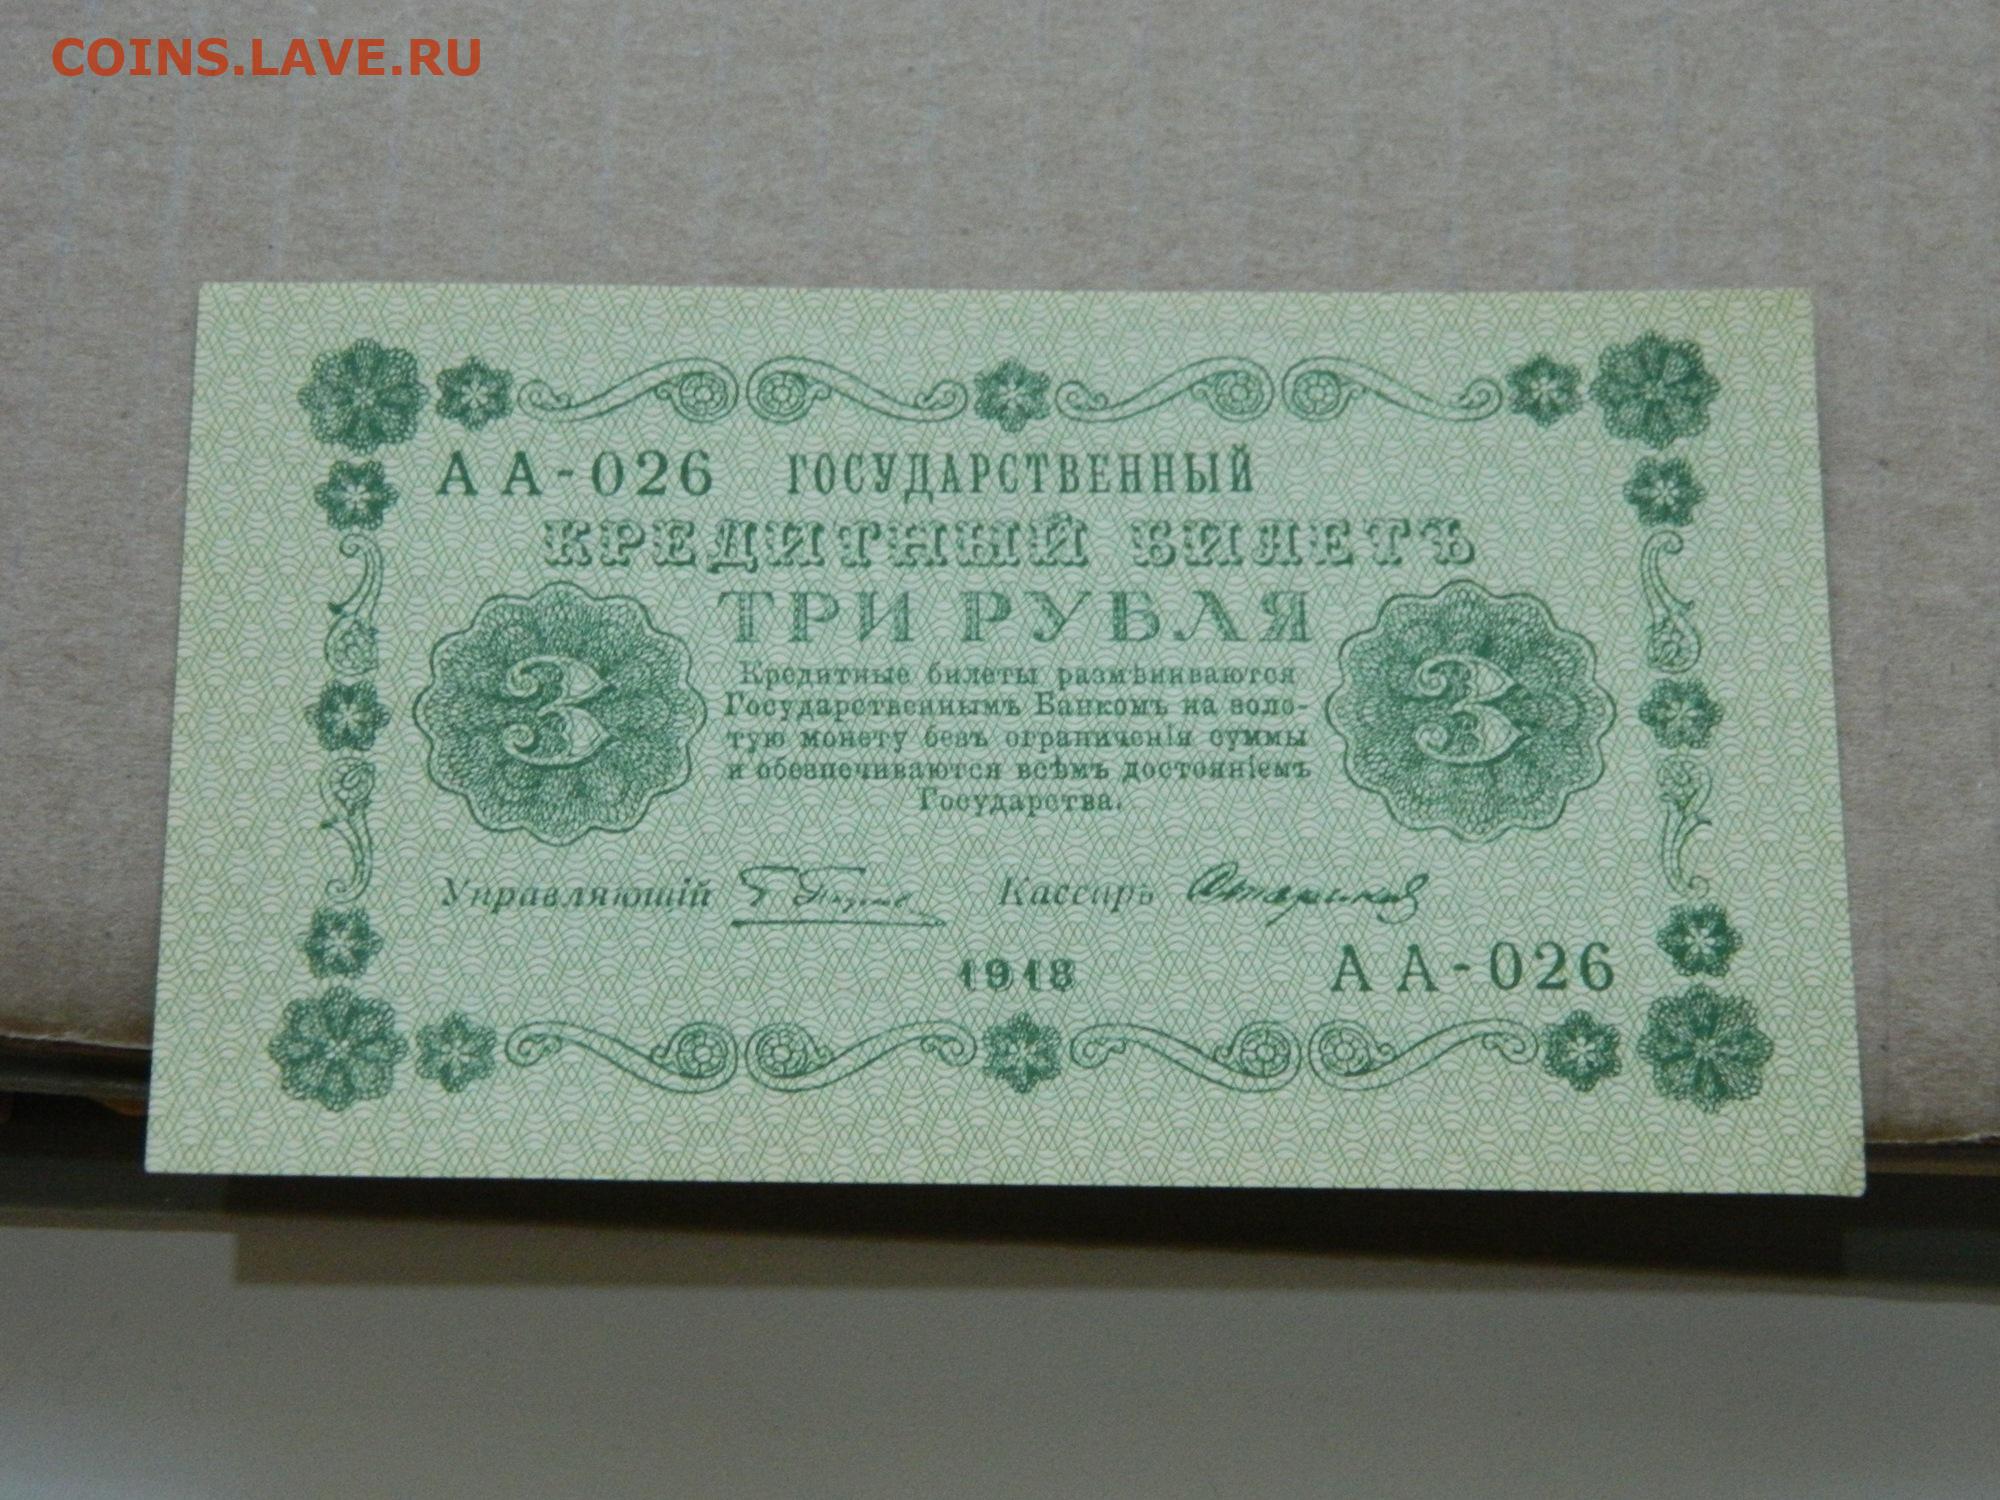 COINS.LAVE.RU
АА-026 ГОСУДАРСТВЕННЫЙ
КРЕДИТНЫЙ БИЛЕТЪ
ТРИ РУБЛЯ
3 3
Кредитные билеты размѣниваются
Государственнымъ Банкомъ на золо-
тую монету безъ ограниченія суммы
и обезпечиваются всѣмъ достояніемъ
Государства.
Управляющій Кассиръ
1918 АА-026